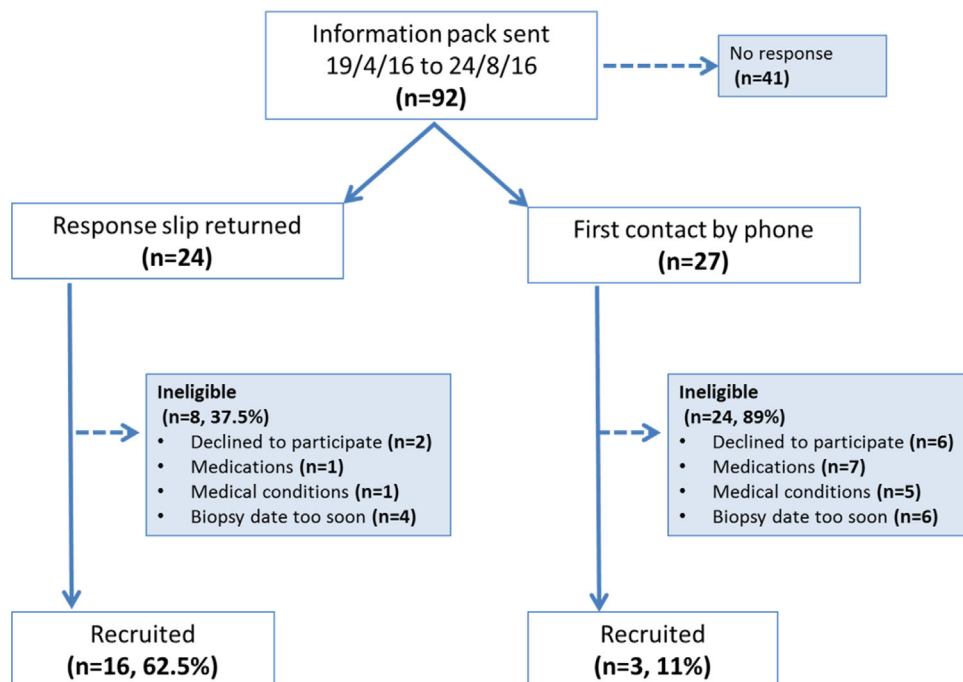 Information pack sent
19/4/16 to 24/8/16
(n=92)
No response
(n=41)
Response slip returned
(n=24)
First contact by phone
(n=27)
Ineligible
(n=8, 37.5%)
• Declined to participate (n=2)
• Medications (n=1)
• Medical conditions (n=1)
• Biopsy date too soon (n=4)
Ineligible
(n=24, 89%)
• Declined to participate (n=6)
• Medications (n=7)
• Medical conditions (n=5)
• Biopsy date too soon (n=6)
Recruited
(n=16, 62.5%)
Recruited
(n=3, 11%)